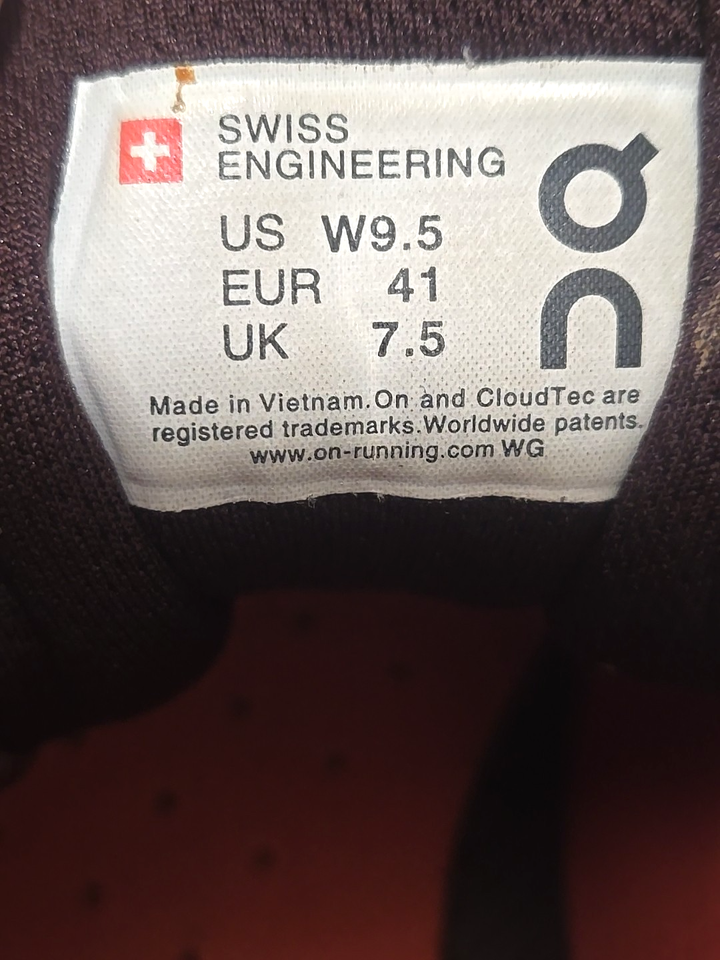 SWISS
ENGINEERING
US W9.5
EUR 41
UK 7.5
On
Made in Vietnam.On and CloudTec are
registered trademarks.Worldwide patents.
www.on-running.com WG